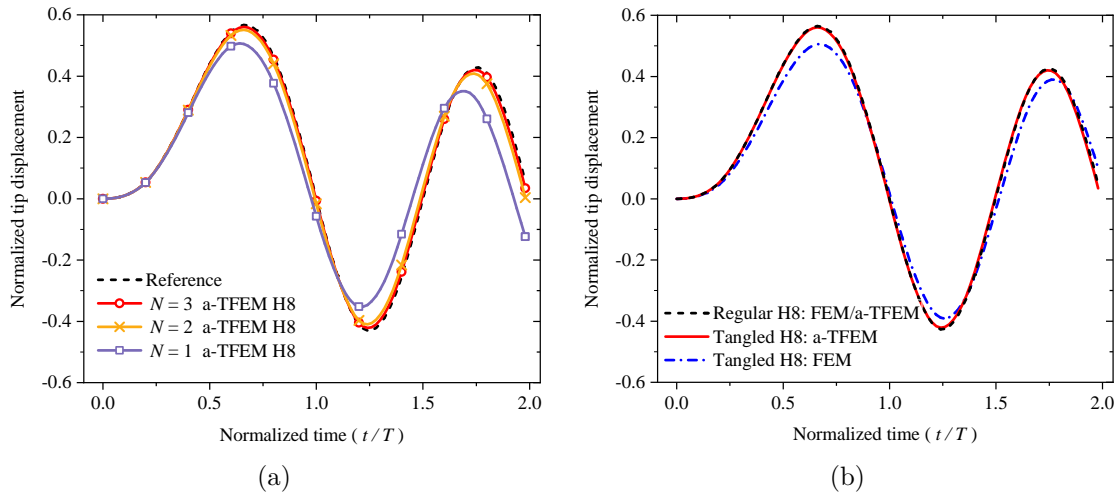 0.6
0.4
0.2
0.0
-0.2
-0.4
-0.6
Normalized tip displacement
Reference
N = 3 a-TFEM H8
N = 2 a-TFEM H8
N = 1 a-TFEM H8
0.0 0.5 1.0 1.5 2.0
Normalized time ( t / T )
(a)
0.6
0.4
0.2
0.0
-0.2
-0.4
-0.6
Normalized tip displacement
Regular H8: FEM/a-TFEM
Tangled H8: a-TFEM
Tangled H8: FEM
0.0 0.5 1.0 1.5 2.0
Normalized time ( t / T )
(b)